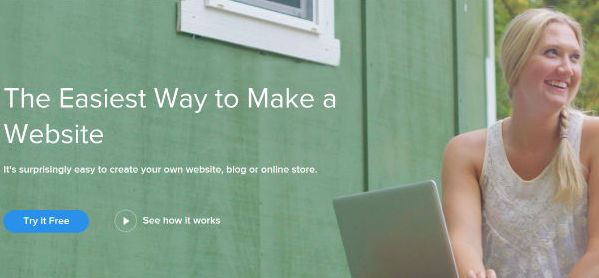 The Easiest Way to Make a
Website
It's surprisingly easy to create your own website, blog or online store.
Try It Free
See how it works